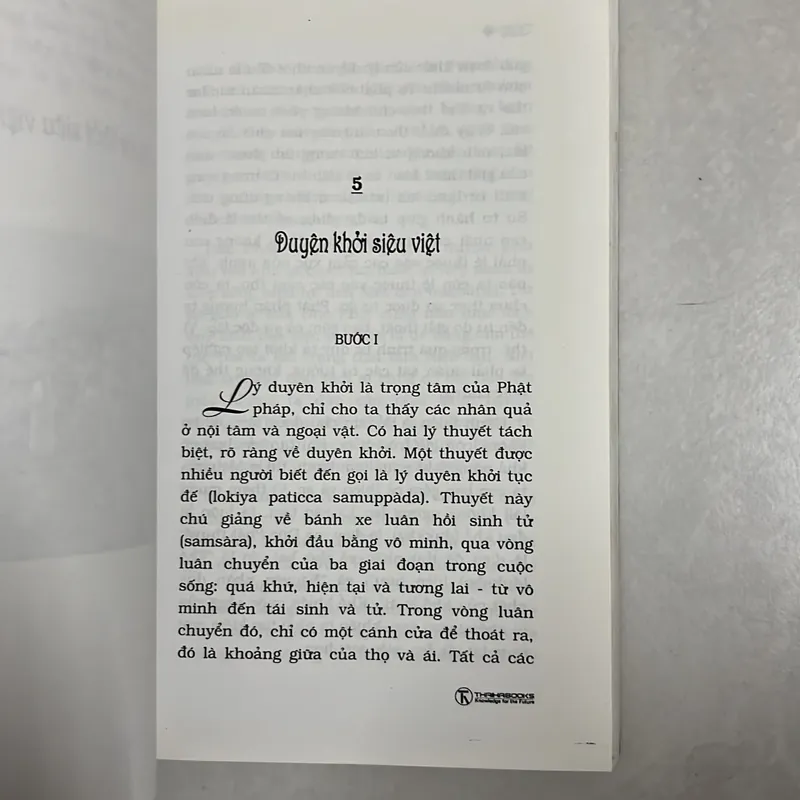 5
Duyên khởi siêu việt
BƯỚC I
Lý duyên khởi là trọng tâm của Phật
pháp, chỉ cho ta thấy các nhân quả
ở nội tâm và ngoại vật. Có hai lý thuyết tách
biệt, rõ ràng về duyên khởi. Một thuyết được
nhiều người biết đến gọi là lý duyên khởi tục
đế (lokiya paticca samuppàda). Thuyết này
chú giảng về bánh xe luân hồi sinh tử
(samsàra), khởi đầu bằng vô minh, qua vòng
luân chuyển của ba giai đoạn trong cuộc
sống: quá khứ, hiện tại và tương lai - từ vô
minh đến tái sinh và tử. Trong vòng luân
chuyển đó, chỉ có một cánh cửa để thoát ra,
đó là khoảng giữa của thọ và ái. Tất cả các
THAIHABOOKS
Knowledge for the Future